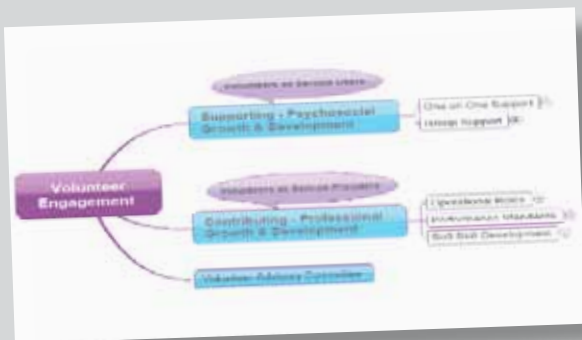 Volunteers as Service Users
Supporting - Psychosocial
Growth & Development
One on One Support
Group Support
Volunteer
Engagement
Volunteers as Service Providers
Contributing - Professional
Growth & Development
Operational Roles
Performance Standards
Soft Skill Development
Volunteer Advisory Committee